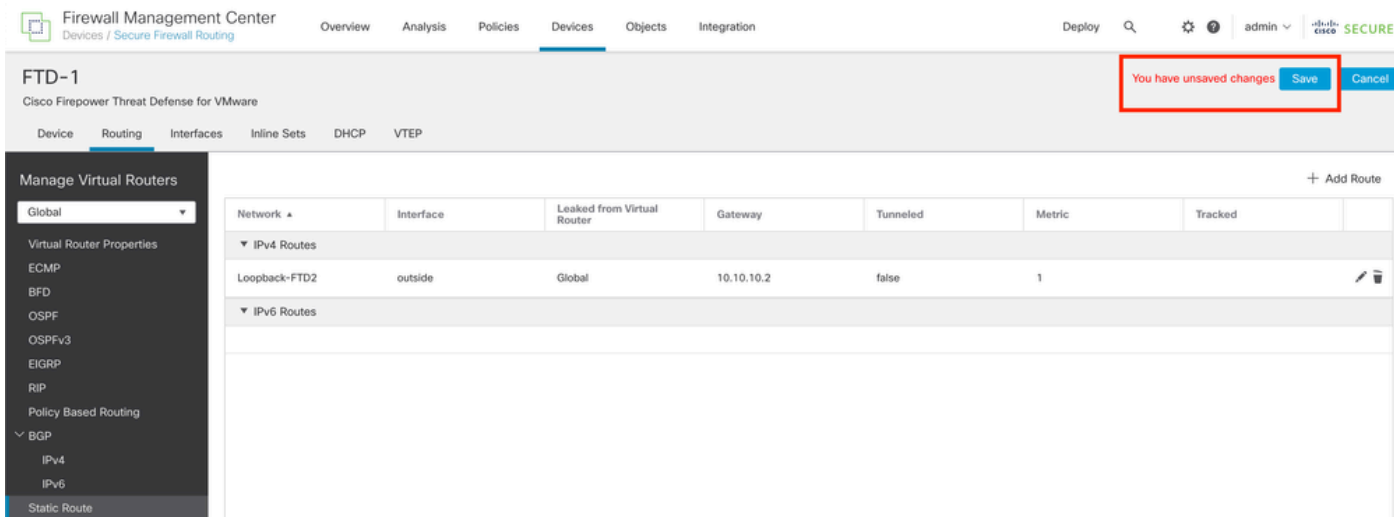 Firewall Management Center
Devices / Secure Firewall Routing
Overview Analysis Policies Devices Objects Integration Deploy admin cisco SECURE
FTD-1
Cisco Firepower Threat Defense for VMware
You have unsaved changes Save Cancel
Device Routing Interfaces Inline Sets DHCP VTEP
Manage Virtual Routers
Global
Virtual Router Properties
ECMP
BFD
OSPF
OSPFv3
EIGRP
RIP
Policy Based Routing
BGP
IPv4
IPv6
Static Route
+ Add Route
Network Interface Leaked from Virtual Router Gateway Tunneled Metric Tracked
IPv4 Routes
Loopback-FTD2 outside Global 10.10.10.2 false 1
IPv6 Routes